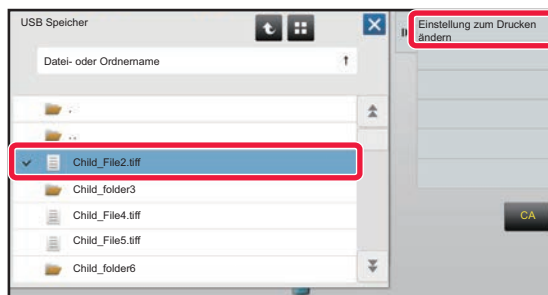 USB Speicher
Einstellung zum Drucken
ändern
Datei- oder Ordnername
.
..
Child_File2.tiff
Child_folder3
Child_File4.tiff
CA
Child_File5.tiff
Child_folder6